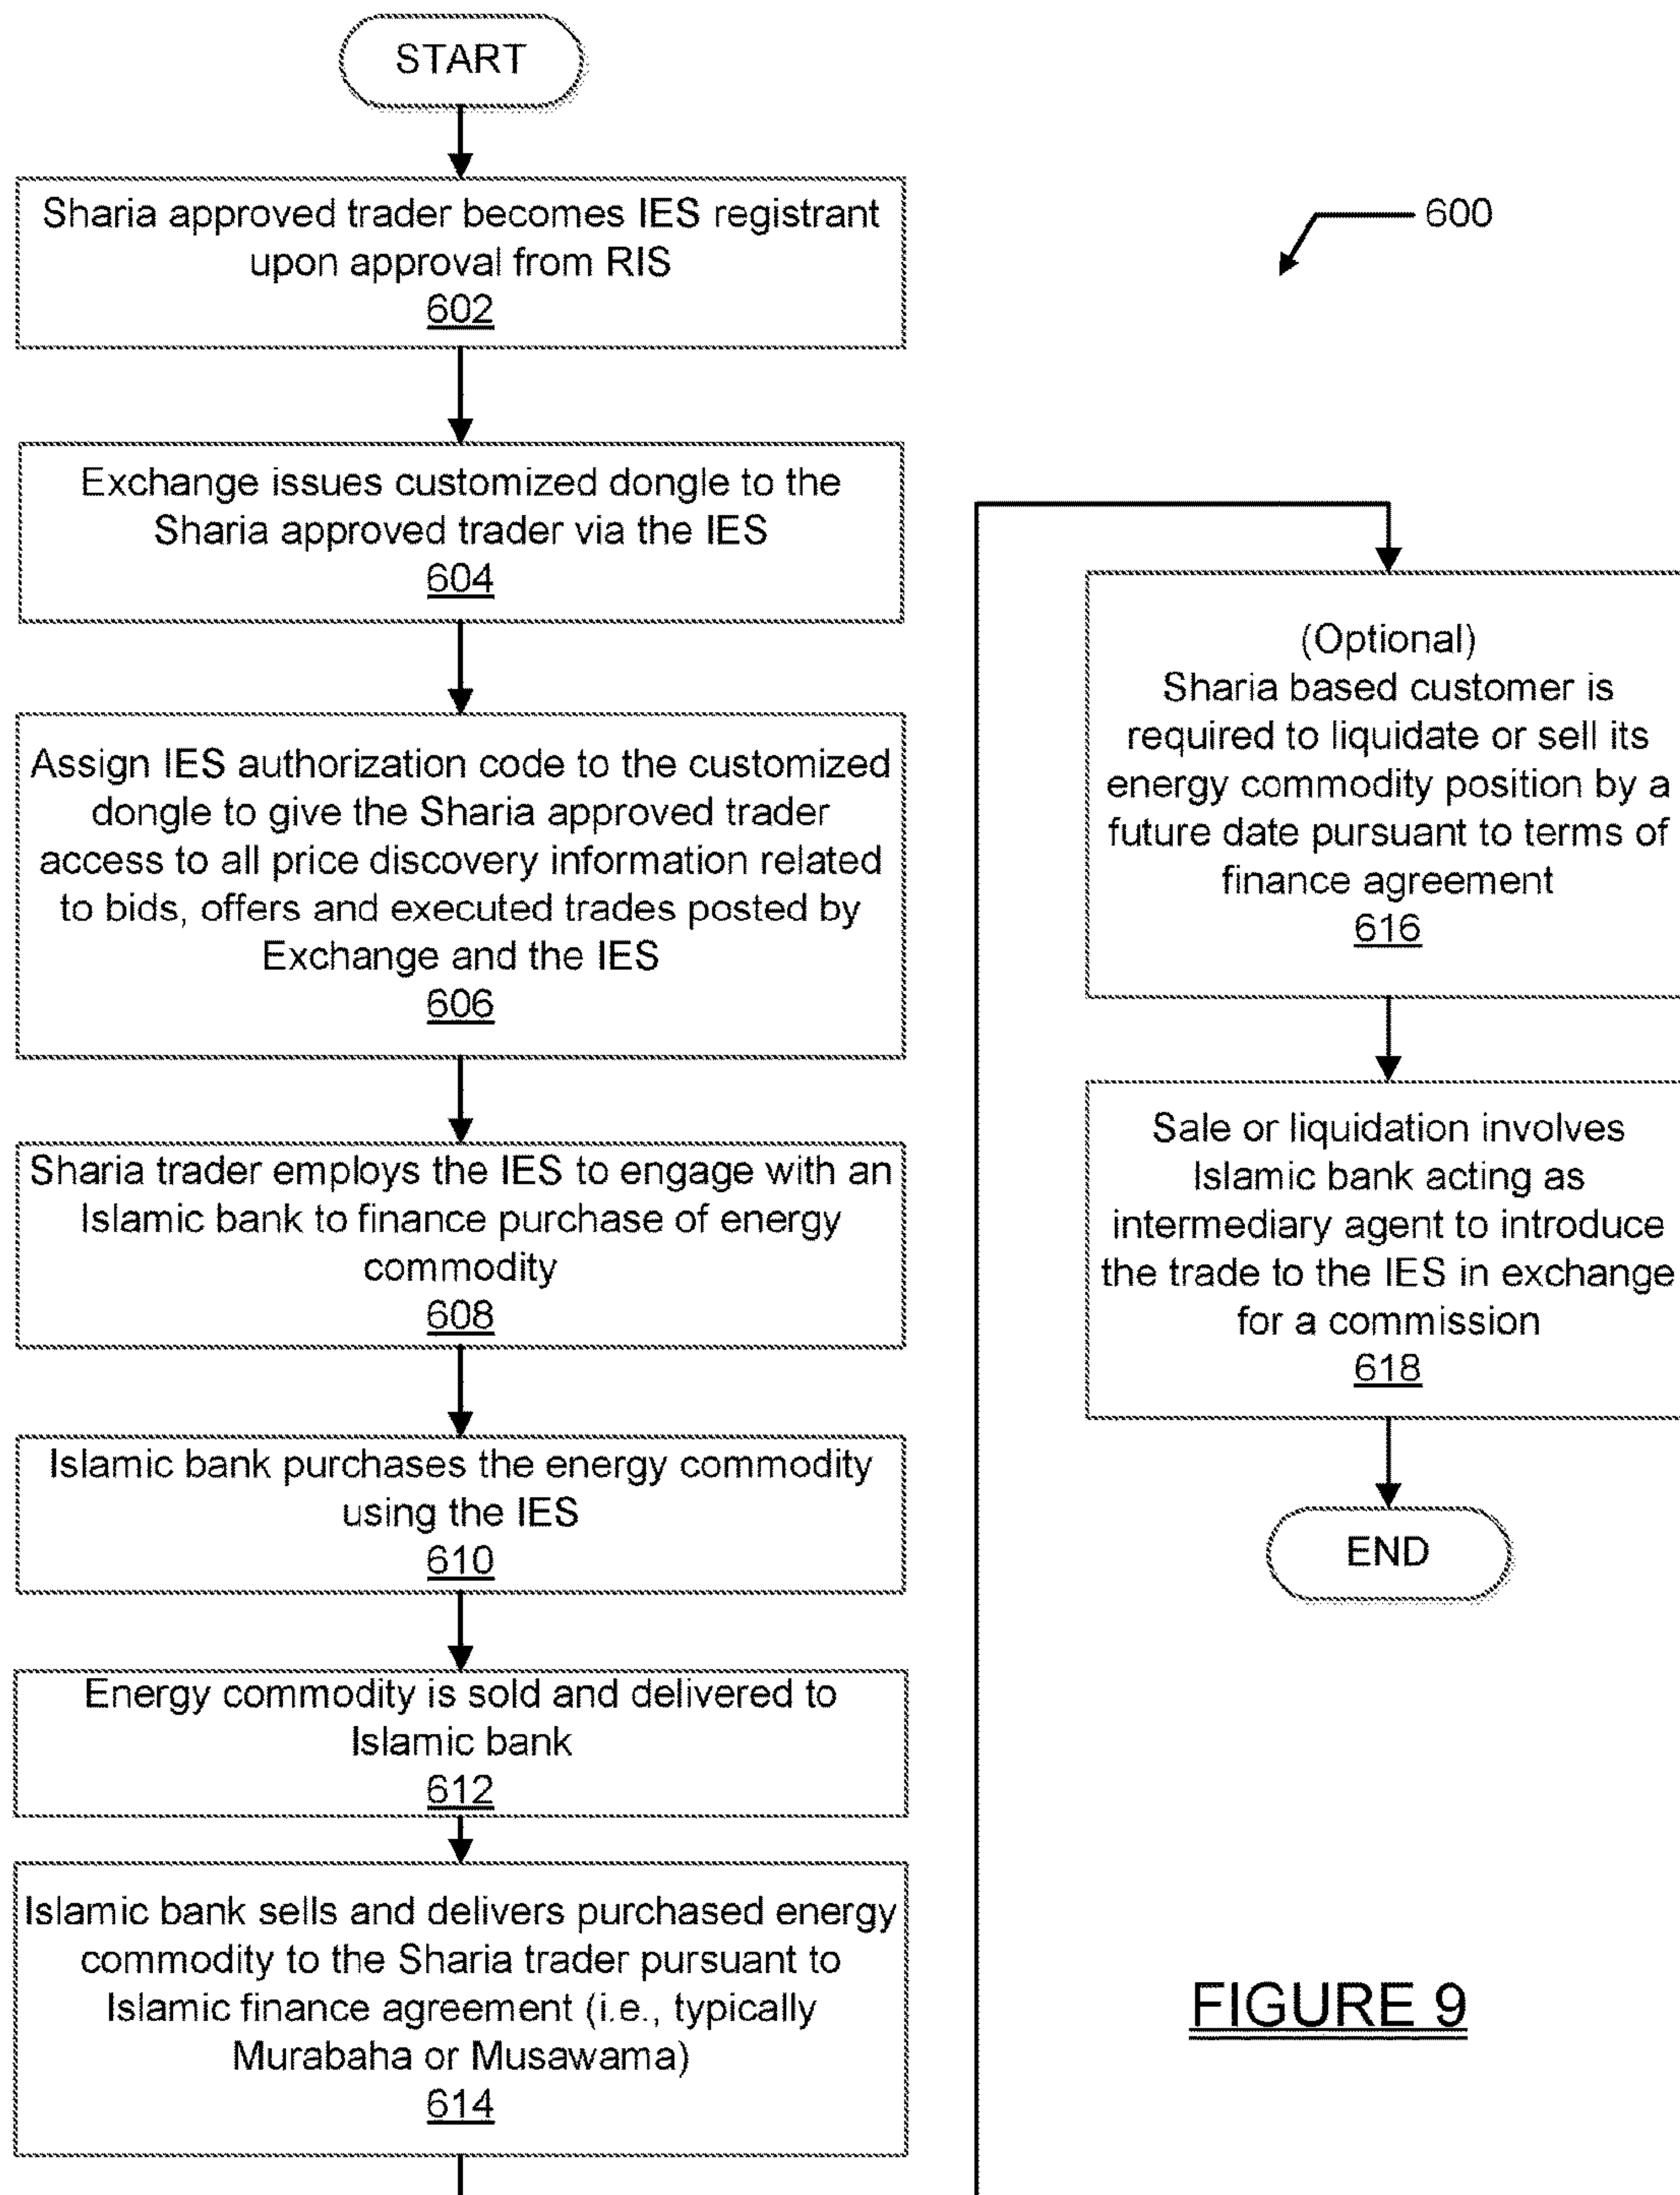 START
Sharia approved trader becomes IES registrant
upon approval from RIS
602
Exchange issues customized dongle to the
Sharia approved trader via the IES
604
Assign IES authorization code to the customized
dongle to give the Sharia approved trader
access to all price discovery information related
to bids, offers and executed trades posted by
Exchange and the IES
606
Sharia trader employs the IES to engage with an
Islamic bank to finance purchase of energy
commodity
608
Islamic bank purchases the energy commodity
using the IES
610
Energy commodity is sold and delivered to
Islamic bank
612
Islamic bank sells and delivers purchased energy
commodity to the Sharia trader pursuant to
Islamic finance agreement (i.e., typically
Murabaha or Musawama)
614
600
(Optional)
Sharia based customer is
required to liquidate or sell its
energy commodity position by a
future date pursuant to terms of
finance agreement
616
Sale or liquidation involves
Islamic bank acting as
intermediary agent to introduce
the trade to the IES in exchange
for a commission
618
END
FIGURE 9